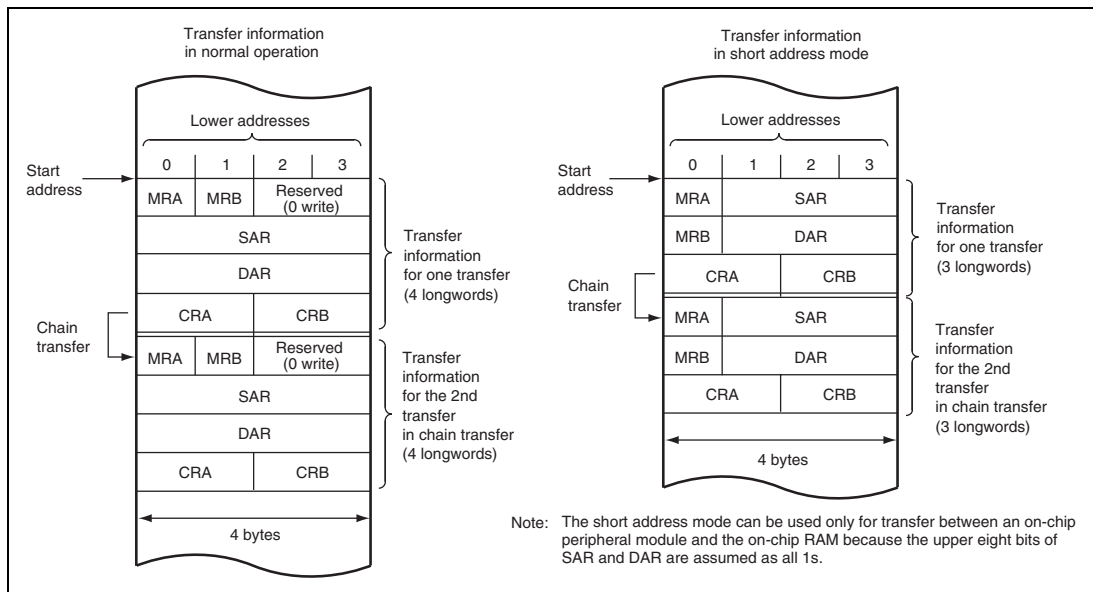 Transfer information
in normal operation
Lower addresses
0 1 2 3
Start
address
MRA MRB Reserved
(0 write)
SAR
DAR
CRA CRB
Transfer
information
for one transfer
(4 longwords)
Chain
transfer
MRA MRB Reserved
(0 write)
SAR
DAR
CRA CRB
Transfer
information
for the 2nd
transfer
in chain transfer
(4 longwords)
4 bytes
Transfer information
in short address mode
Lower addresses
0 1 2 3
Start
address
MRA SAR
MRB DAR
CRA CRB
Transfer
information
for one transfer
(3 longwords)
Chain
transfer
MRA SAR
MRB DAR
CRA CRB
Transfer
information
for the 2nd
transfer
in chain transfer
(3 longwords)
4 bytes
Note: The short address mode can be used only for transfer between an on-chip
peripheral module and the on-chip RAM because the upper eight bits of
SAR and DAR are assumed as all 1s.